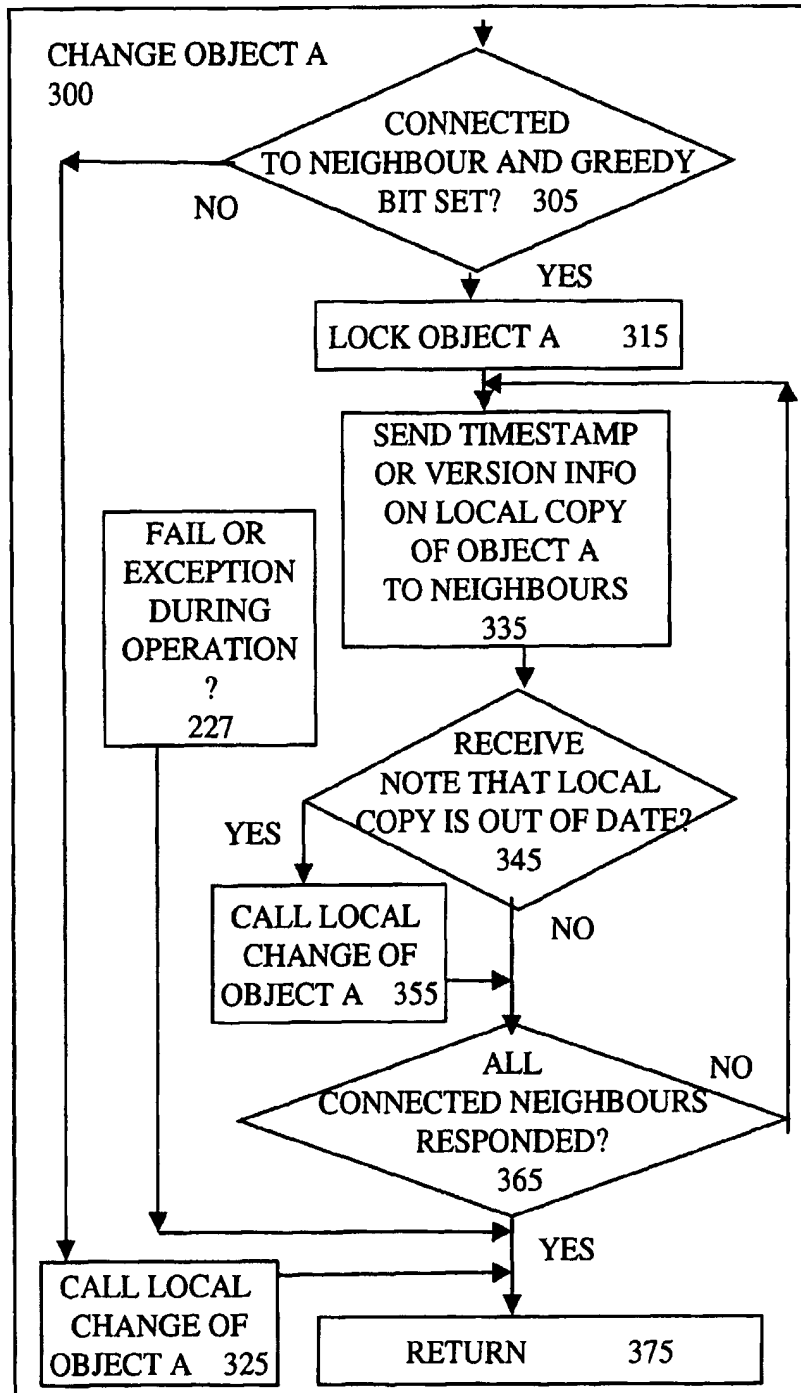 CHANGE OBJECT A
300
CONNECTED
TO NEIGHBOUR AND GREEDY
BIT SET? 305
NO
YES
LOCK OBJECT A 315
SEND TIMESTAMP
OR VERSION INFO
ON LOCAL COPY
OF OBJECT A
TO NEIGHBOURS
335
FAIL OR
EXCEPTION
DURING
OPERATION
?
227
RECEIVE
NOTE THAT LOCAL
COPY IS OUT OF DATE?
345
YES
NO
CALL LOCAL
CHANGE OF
OBJECT A 355
ALL
CONNECTED NEIGHBOURS
RESPONDED?
365
NO
YES
CALL LOCAL
CHANGE OF
OBJECT A 325
RETURN 375